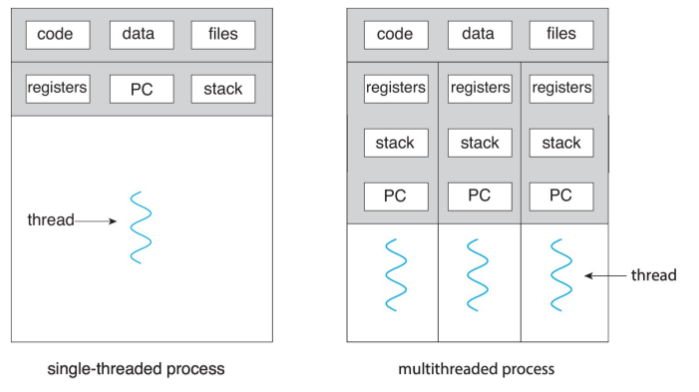 code data files
registers PC stack
thread
single-threaded process
code data files
registers registers registers
stack stack stack
PC PC PC
thread
multithreaded process